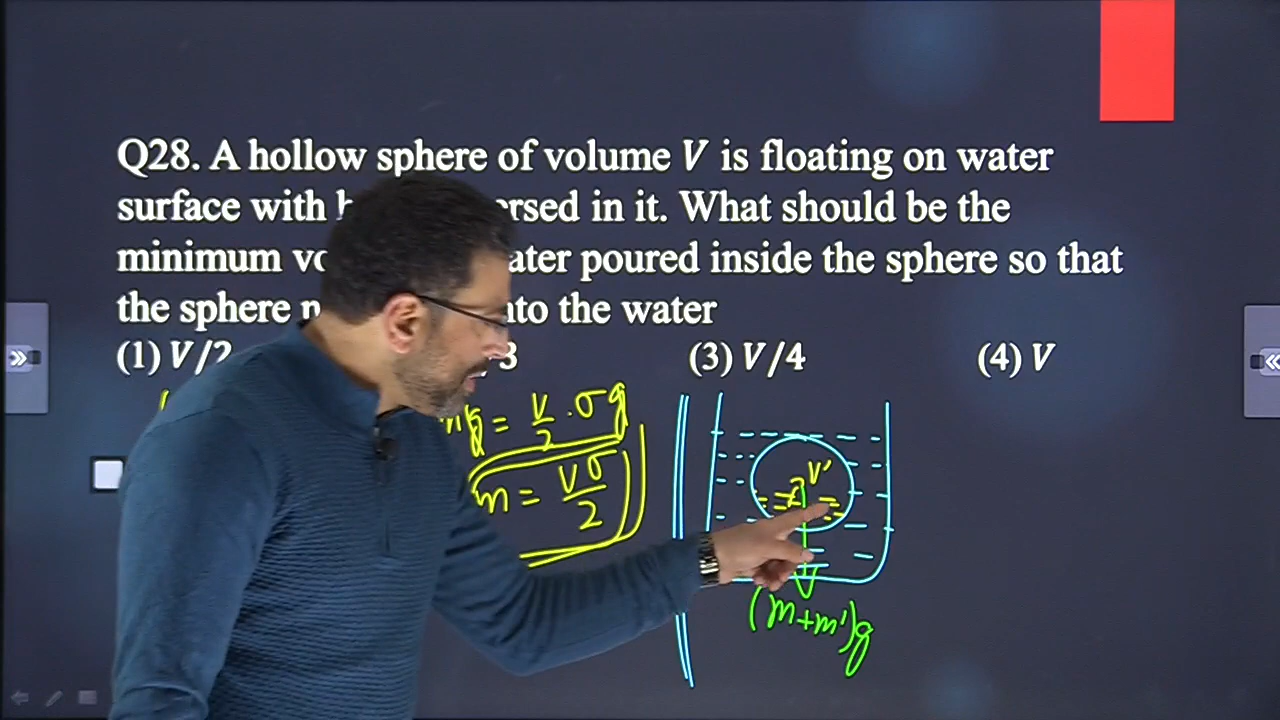 Q28. A hollow sphere of volume V is floating on water
surface with ersed in it. What should be the
minimum ater poured inside the sphere so that
the sphere nto the water
(1) V/2 3 (3) V/4 (4) V
g = V/2 . σ g
m = Vσ/2
V'
(m+m')g